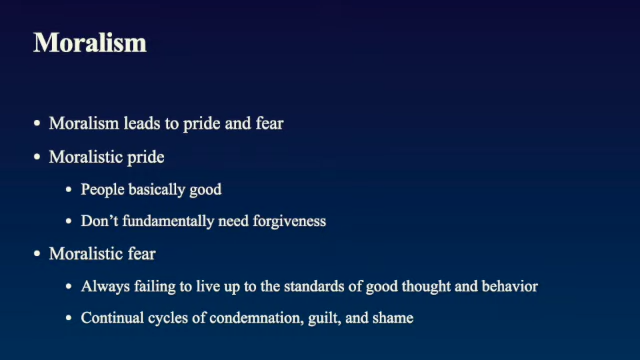 Moralism
• Moralism leads to pride and fear
• Moralistic pride
• People basically good
• Don’t fundamentally need forgiveness
• Moralistic fear
• Always failing to live up to the standards of good thought and behavior
• Continual cycles of condemnation, guilt, and shame